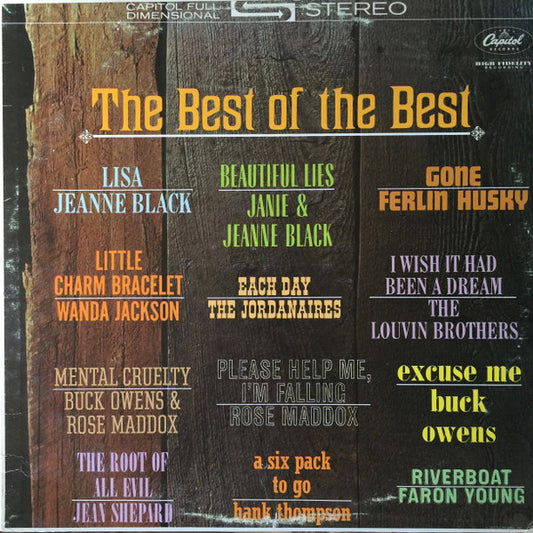 CAPITOL FULL
DIMENSIONAL
STEREO
Capitol
RECORDS
HIGH FIDELITY
RECORDING
The Best of the Best
LISA
JEANNE BLACK
BEAUTIFUL LIES
JANIE &
JEANNE BLACK
GONE
FERLIN HUSKY
LITTLE
CHARM BRACELET
WANDA JACKSON
EACH DAY
THE JORDANAIRES
I WISH IT HAD
BEEN A DREAM
THE
LOUVIN BROTHERS
MENTAL CRUELTY
BUCK OWENS &
ROSE MADDOX
PLEASE HELP ME,
I'M FALLING
ROSE MADDOX
excuse me
buck
owens
THE ROOT OF
ALL EVIL
JEAN SHEPARD
a six pack
to go
hank thompson
RIVERBOAT
FARON YOUNG